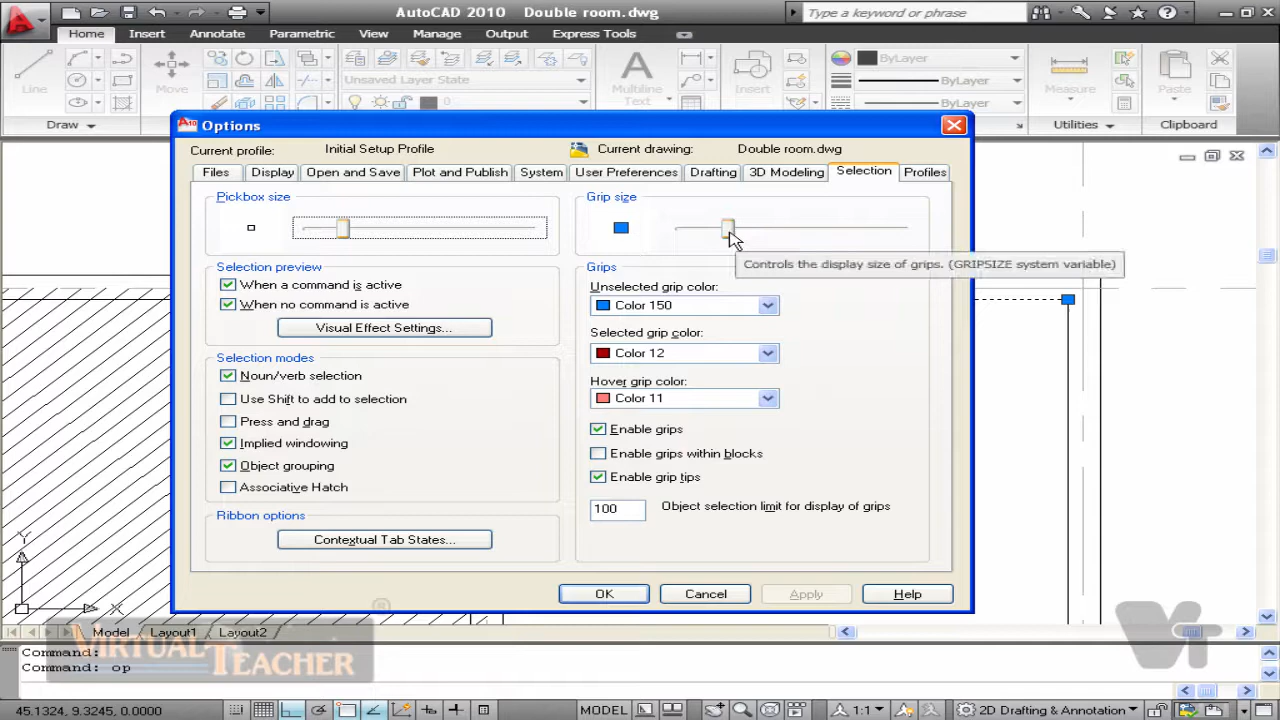 AutoCAD 2010 Double room.dwg
Type a keyword or phrase
Home Insert Annotate Parametric View Manage Output Express Tools
Line
Move
Unsaved Layer State
0
Multiline
Text
Insert
ByLayer
ByLayer
ByLayer
Measure
Paste
Draw
Utilities
Clipboard
Options
Current profile: Initial Setup Profile
Current drawing: Double room.dwg
Files Display Open and Save Plot and Publish System User Preferences Drafting 3D Modeling Selection Profiles
Pickbox size
Grip size
Controls the display size of grips. (GRIPSIZE system variable)
Selection preview
When a command is active
When no command is active
Visual Effect Settings...
Selection modes
Noun/verb selection
Use Shift to add to selection
Press and drag
Implied windowing
Object grouping
Associative Hatch
Ribbon options
Contextual Tab States...
Grips
Unselected grip color:
Color 150
Selected grip color:
Color 12
Hover grip color:
Color 11
Enable grips
Enable grips within blocks
Enable grip tips
100 Object selection limit for display of grips
OK Cancel Apply Help
Y
X
Model Layout1 Layout2
VIRTUAL
TEACHER
VT
Command:
Command: op
45.1324, 9.3245, 0.0000
MODEL
1:1
2D Drafting & Annotation